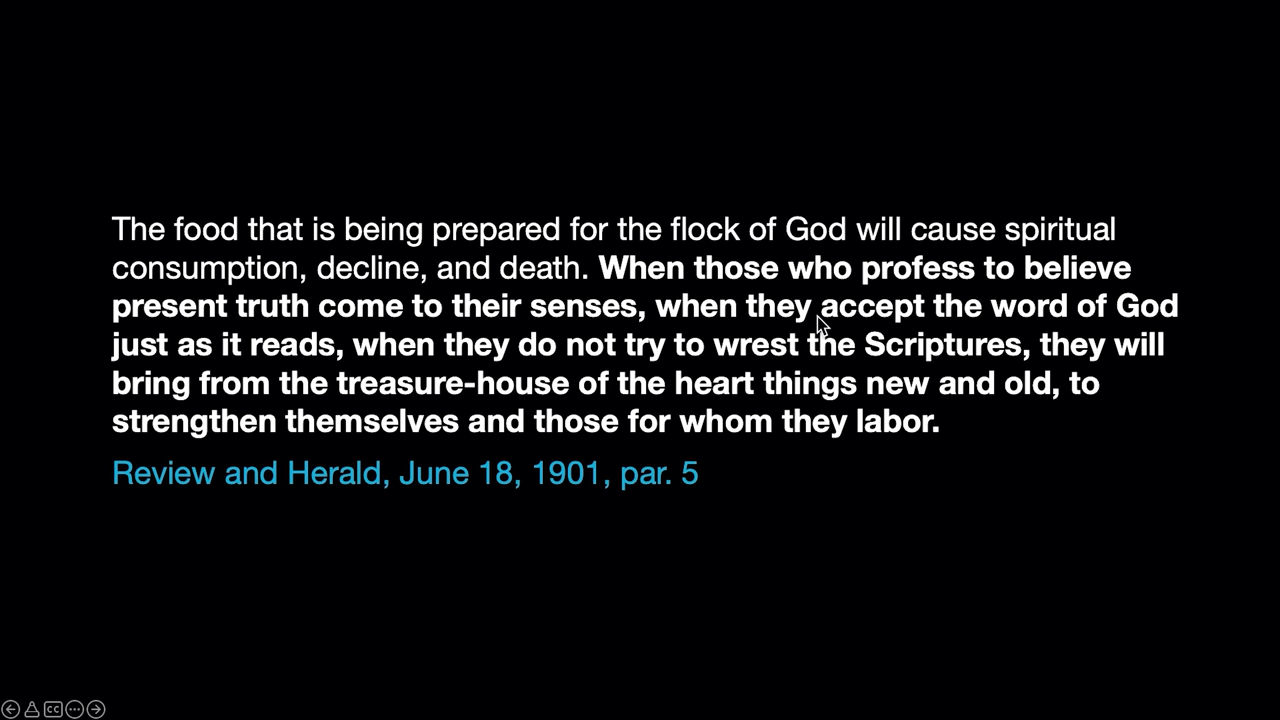 The food that is being prepared for the flock of God will cause spiritual
consumption, decline, and death. When those who profess to believe
present truth come to their senses, when they accept the word of God
just as it reads, when they do not try to wrest the Scriptures, they will
bring from the treasure-house of the heart things new and old, to
strengthen themselves and those for whom they labor.
Review and Herald, June 18, 1901, par. 5
CC